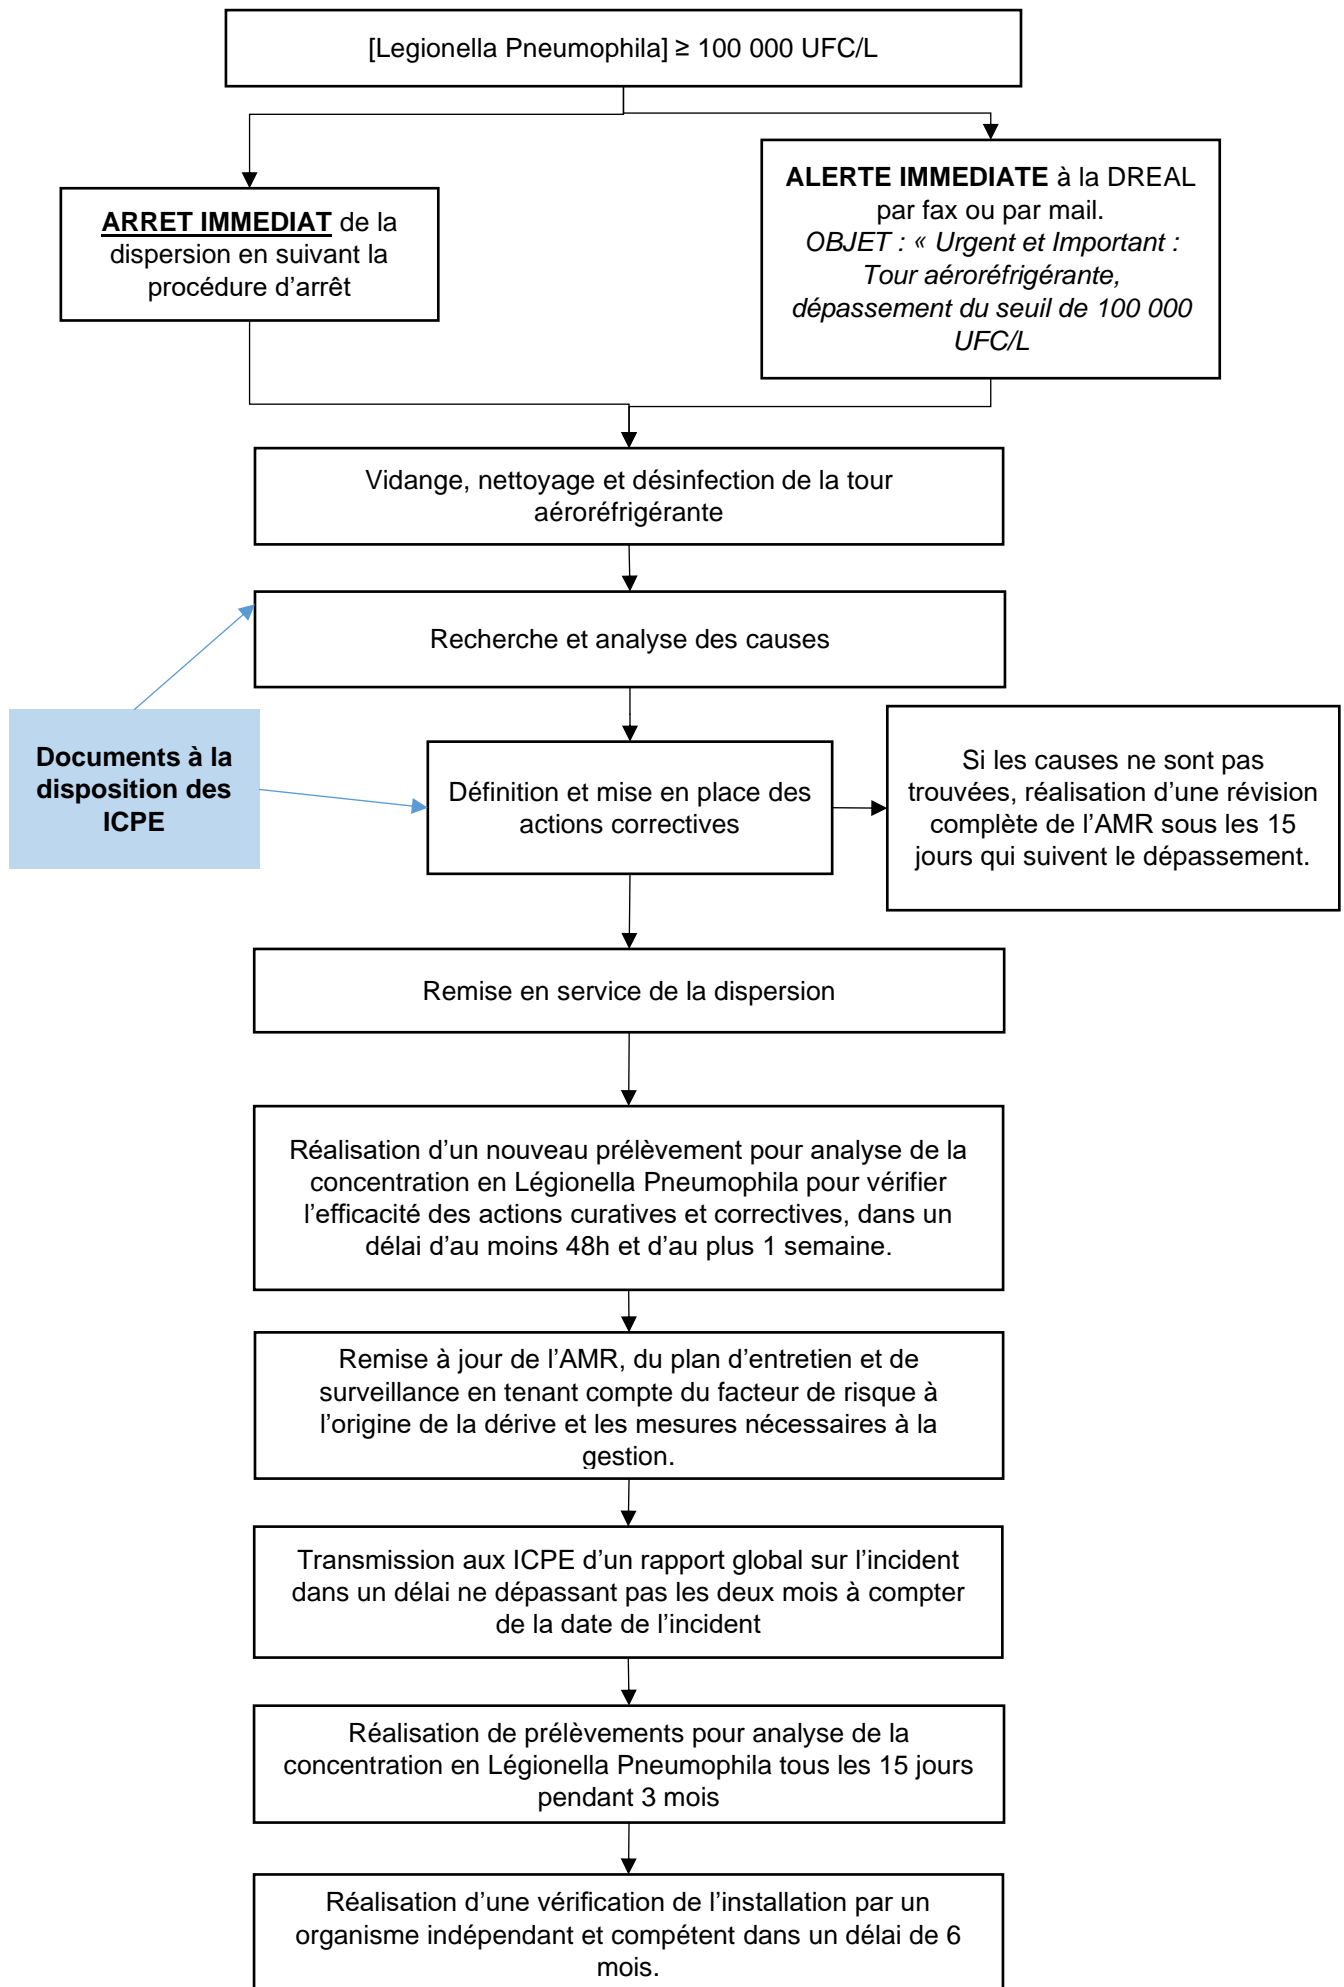 [Legionella Pneumophila] ≥ 100 000 UFC/L
ARRET IMMEDIAT de la
dispersion en suivant la
procédure d’arrêt
ALERTE IMMEDIATE à la DREAL
par fax ou par mail.
OBJET : « Urgent et Important :
Tour aéroréfrigérante,
dépassement du seuil de 100 000
UFC/L
Vidange, nettoyage et désinfection de la tour
aéroréfrigérante
Recherche et analyse des causes
Documents à la
disposition des
ICPE
Définition et mise en place des
actions correctives
Si les causes ne sont pas
trouvées, réalisation d’une révision
complète de l’AMR sous les 15
jours qui suivent le dépassement.
Remise en service de la dispersion
Réalisation d’un nouveau prélèvement pour analyse de la
concentration en Légionella Pneumophila pour vérifier
l’efficacité des actions curatives et correctives, dans un
délai d’au moins 48h et d’au plus 1 semaine.
Remise à jour de l’AMR, du plan d’entretien et de
surveillance en tenant compte du facteur de risque à
l’origine de la dérive et les mesures nécessaires à la
gestion.
Transmission aux ICPE d’un rapport global sur l’incident
dans un délai ne dépassant pas les deux mois à compter
de la date de l’incident
Réalisation de prélèvements pour analyse de la
concentration en Légionella Pneumophila tous les 15 jours
pendant 3 mois
Réalisation d’une vérification de l’installation par un
organisme indépendant et compétent dans un délai de 6
mois.